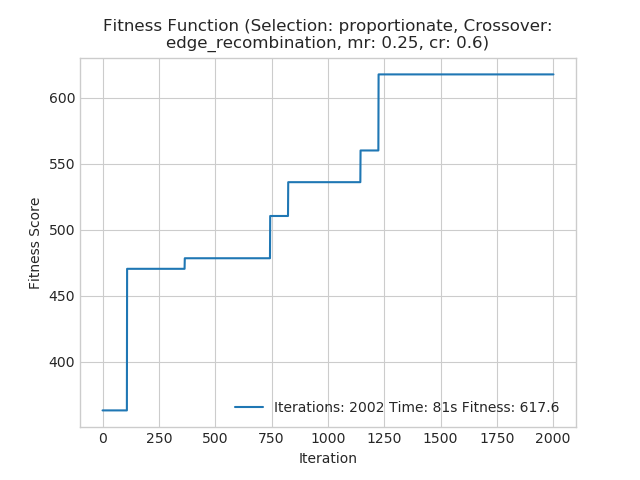 Fitness Function (Selection: proportionate, Crossover:
edge_recombination, mr: 0.25, cr: 0.6)
600
550
500
450
400
Fitness Score
Iterations: 2002 Time: 81s Fitness: 617.6
0 250 500 750 1000 1250 1500 1750 2000
Iteration